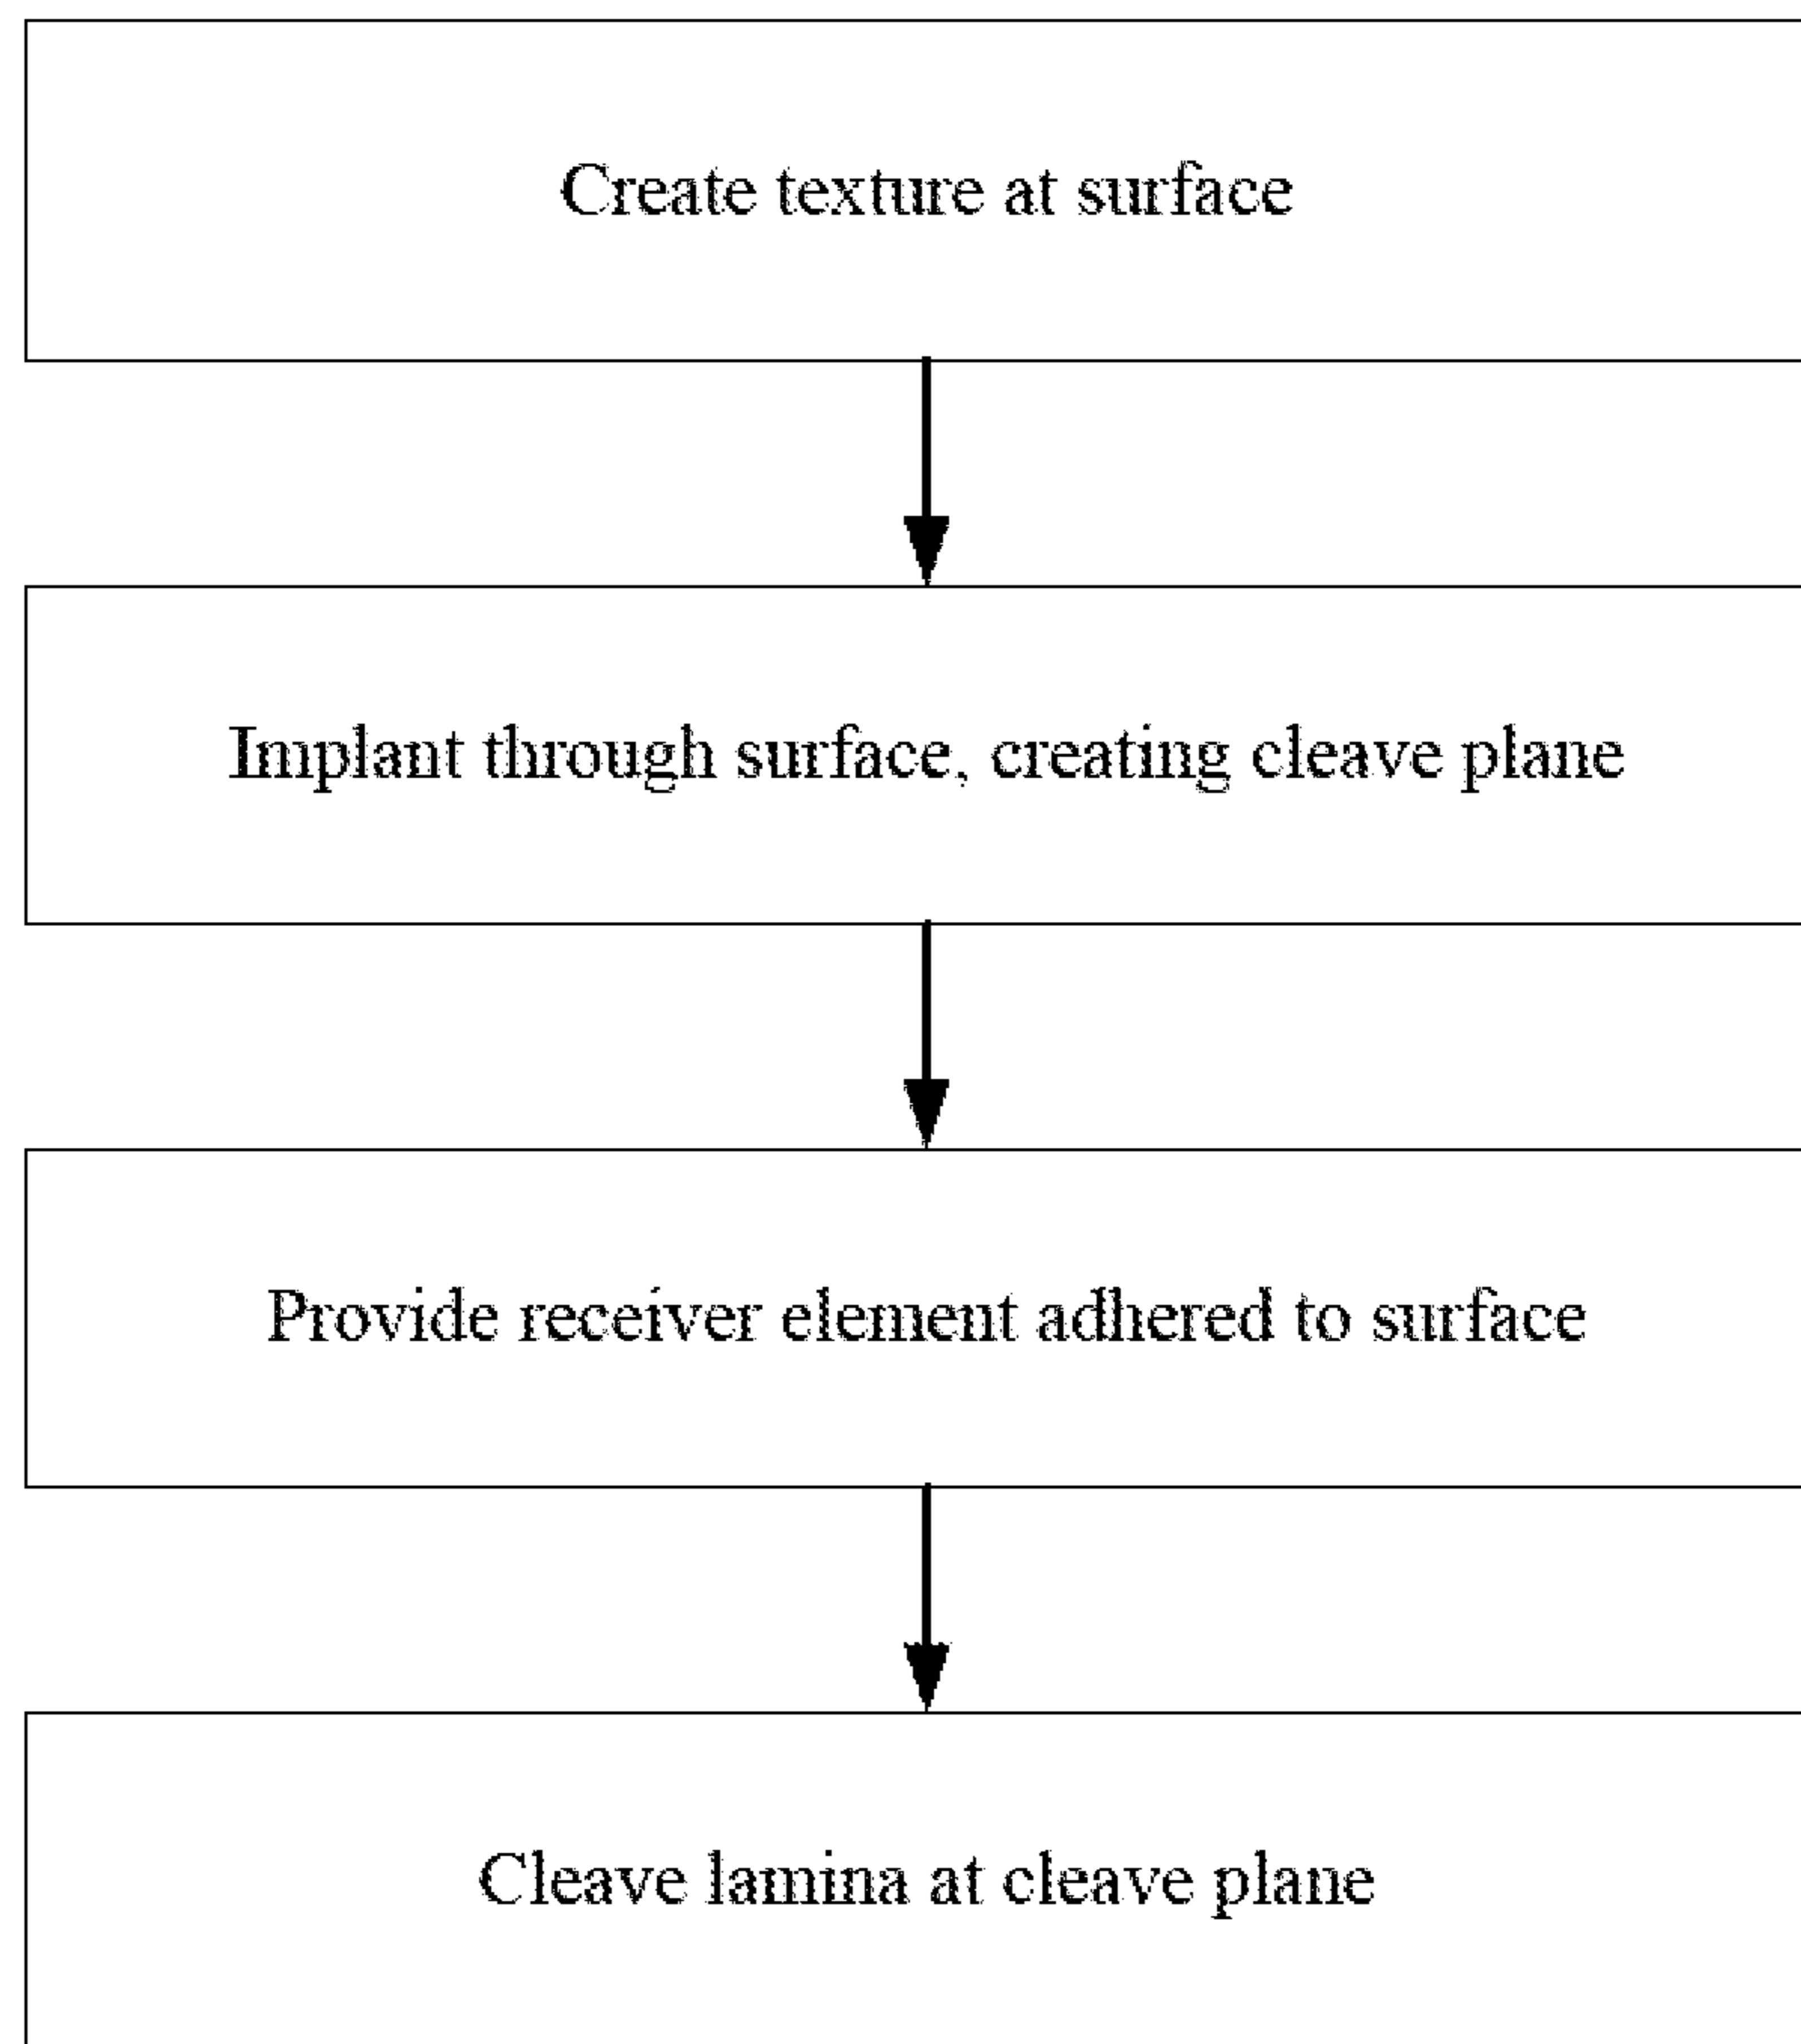 Create texture at surface
Implant through surface, creating cleave plane
Provide receiver element adhered to surface
Cleave lamina at cleave plane